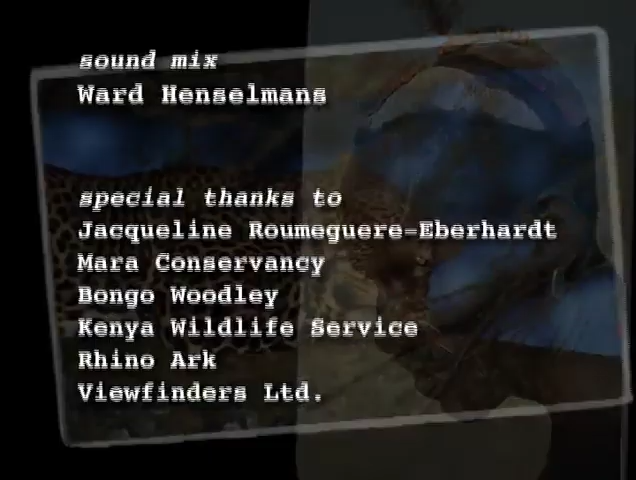 sound mix
Ward Henselmans
special thanks to
Jacqueline Roumeguere-Eberhardt
Mara Conservancy
Bongo Woodley
Kenya Wildlife Service
Rhino Ark
Viewfinders Ltd.